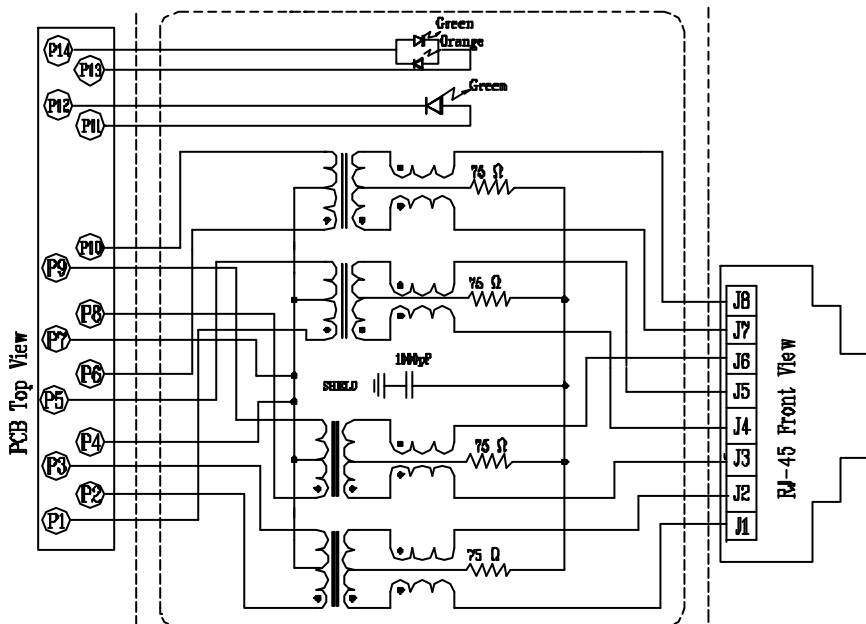 Green
P14
Orange
P13
P12
Green
P11
75 Ω
P10
P9
75 Ω
J8
P8
J7
P7
1000pF
J6
P6
SHIELD
J5
P5
J4
P4
75 Ω
J3
P3
J2
P2
P1
J1
75 Ω
PCB Top View
RJ-45 Front View